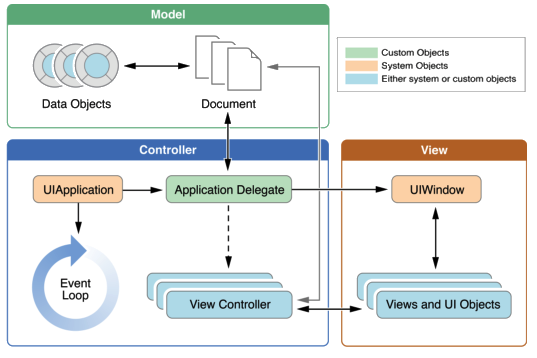 Model
Custom Objects
System Objects
Either system or custom objects
Data Objects
Document
Controller
View
UIApplication
Application Delegate
UIWindow
Event
Loop
View Controller
Views and UI Objects